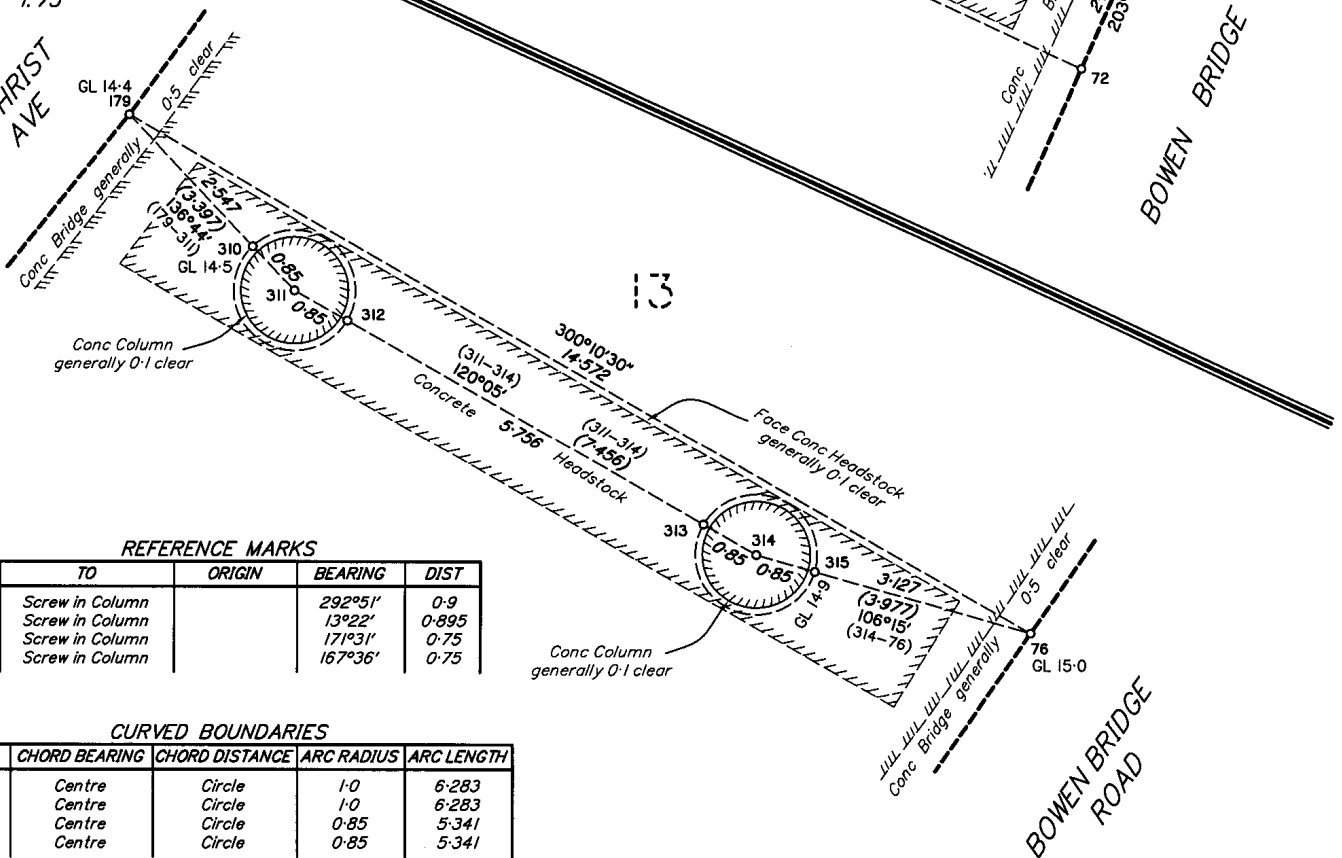 1.95
HRIST
AVE
GL 14·4
179
0·5 clear
Conc Bridge generally
2·547
(3·397)
136°44'
(179-311)
310
GL 14·5
0·85
311
0·85
312
Conc Column
generally 0·1 clear
13
300°10'30"
14·572
(311-314)
120°05'
Concrete
5·756
(311-314)
(7·456)
Headstock
Face Conc Headstock
generally 0·1 clear
313
314
0·85
0·85
315
GL 14·9
3·127
(3·977)
106°15'
(314-76)
Conc Column
generally 0·1 clear
0·5 clear
Conc Bridge generally
76
GL 15·0
BOWEN BRIDGE
ROAD
Conc
203°
72
BOWEN BRIDGE
REFERENCE MARKS
TO ORIGIN BEARING DIST
Screw in Column 292°51' 0·9
Screw in Column 13°22' 0·895
Screw in Column 171°31' 0·75
Screw in Column 167°36' 0·75
CURVED BOUNDARIES
CHORD BEARING CHORD DISTANCE ARC RADIUS ARC LENGTH
Centre Circle 1·0 6·283
Centre Circle 1·0 6·283
Centre Circle 0·85 5·341
Centre Circle 0·85 5·341